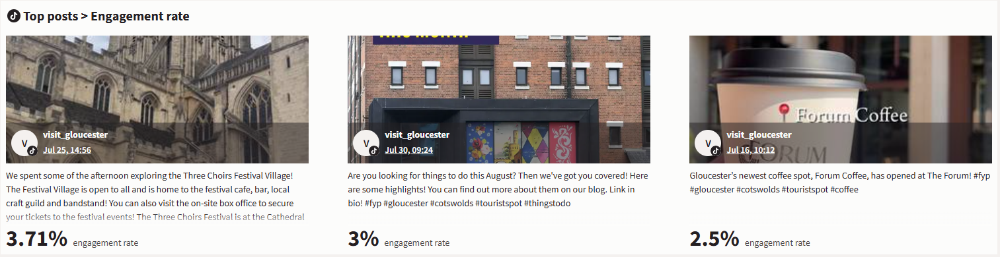 Top posts > Engagement rate
V
visit_gloucester
Jul 25, 14:56
We spent some of the afternoon exploring the Three Choirs Festival Village!
The Festival Village is open to all and is home to the festival cafe, bar, local
craft guild and bandstand! You can also visit the on-site box office to secure
your tickets to the festival events! The Three Choirs Festival is at the Cathedral
3.71% engagement rate
THIS MONTH
V
visit_gloucester
Jul 30, 09:24
Are you looking for things to do this August? Then we've got you covered! Here
are some highlights! You can find out more about them on our blog. Link in
bio! #fyp #gloucester #cotswolds #touristspot #thingstodo
3% engagement rate
Forum Coffee
FORUM
V
visit_gloucester
Jul 16, 10:12
Gloucester’s newest coffee spot, Forum Coffee, has opened at The Forum! #fyp
#gloucester #cotswolds #touristspot #coffee
2.5% engagement rate